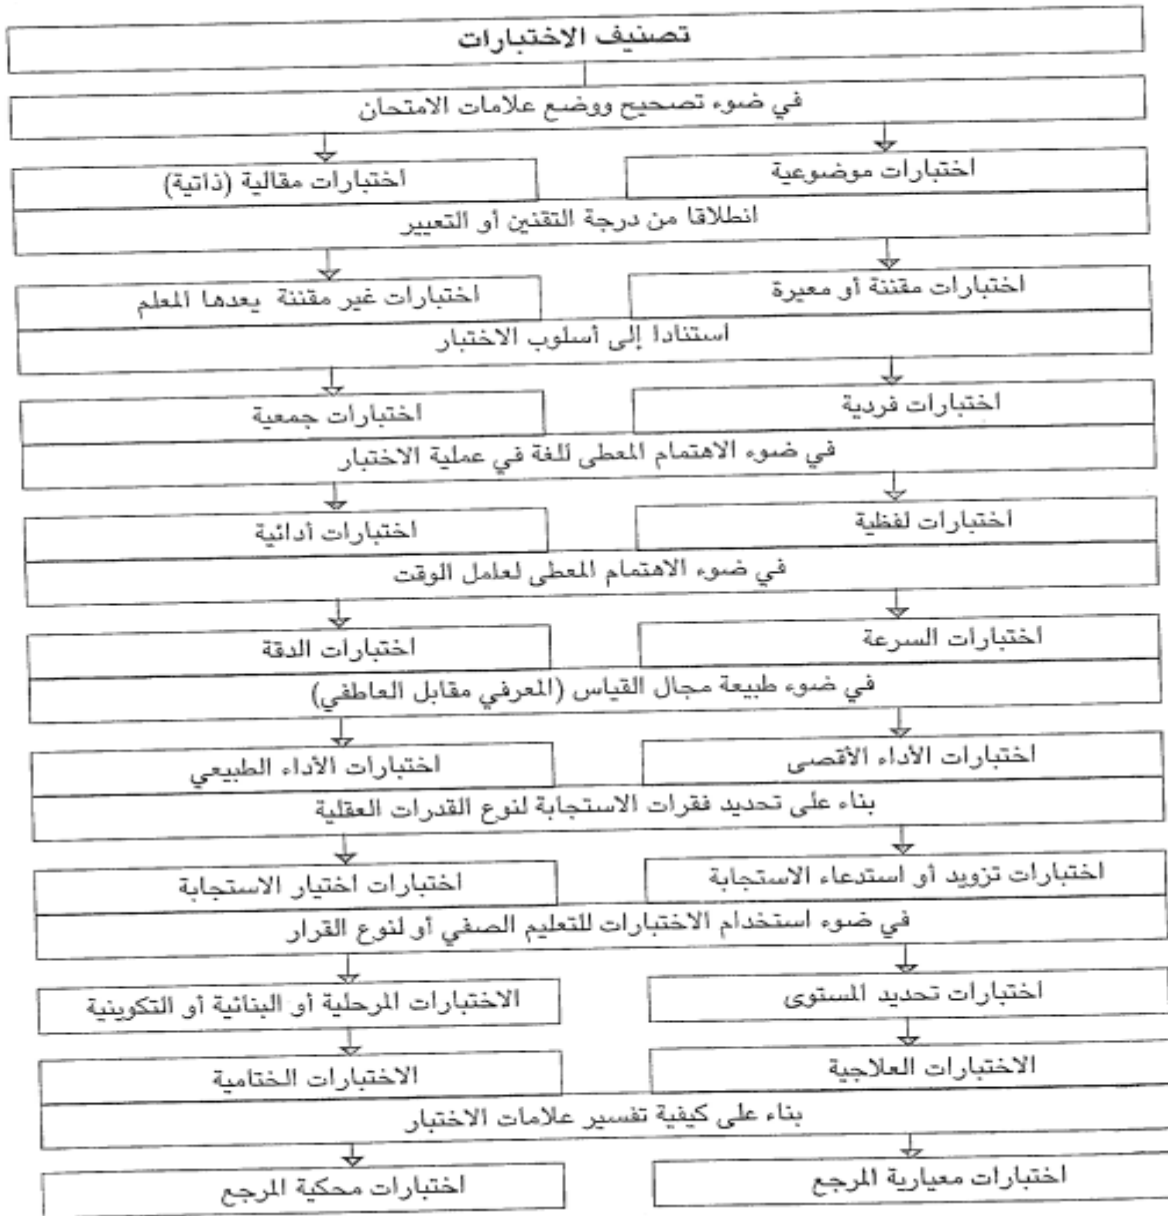 تصنيف الاختبارات
في ضوء تصحيح ووضع علامات الامتحان
اختبارات موضوعية
اختبارات مقالية (ذاتية)
انطلاقا من درجة التقنين أو التعيير
اختبارات مقننة أو معيرة
اختبارات غير مقننة يعدها المعلم
استنادا إلى أسلوب الاختبار
اختبارات فردية
اختبارات جمعية
في ضوء الاهتمام المعطى للغة في عملية الاختبار
اختبارات لفظية
اختبارات أدائية
في ضوء الاهتمام المعطى لعامل الوقت
اختبارات السرعة
اختبارات الدقة
في ضوء طبيعة مجال القياس (المعرفي مقابل العاطفي)
اختبارات الأداء الأقصى
اختبارات الأداء الطبيعي
بناء على تحديد فقرات الاستجابة لنوع القدرات العقلية
اختبارات تزويد أو استدعاء الاستجابة
اختبارات اختيار الاستجابة
في ضوء استخدام الاختبارات للتعليم الصفي أو لنوع القرار
اختبارات تحديد المستوى
الاختبارات المرحلية أو البنائية أو التكوينية
الاختبارات العلاجية
الاختبارات الختامية
بناء على كيفية تفسير علامات الاختبار
اختبارات معيارية المرجع
اختبارات محكية المرجع